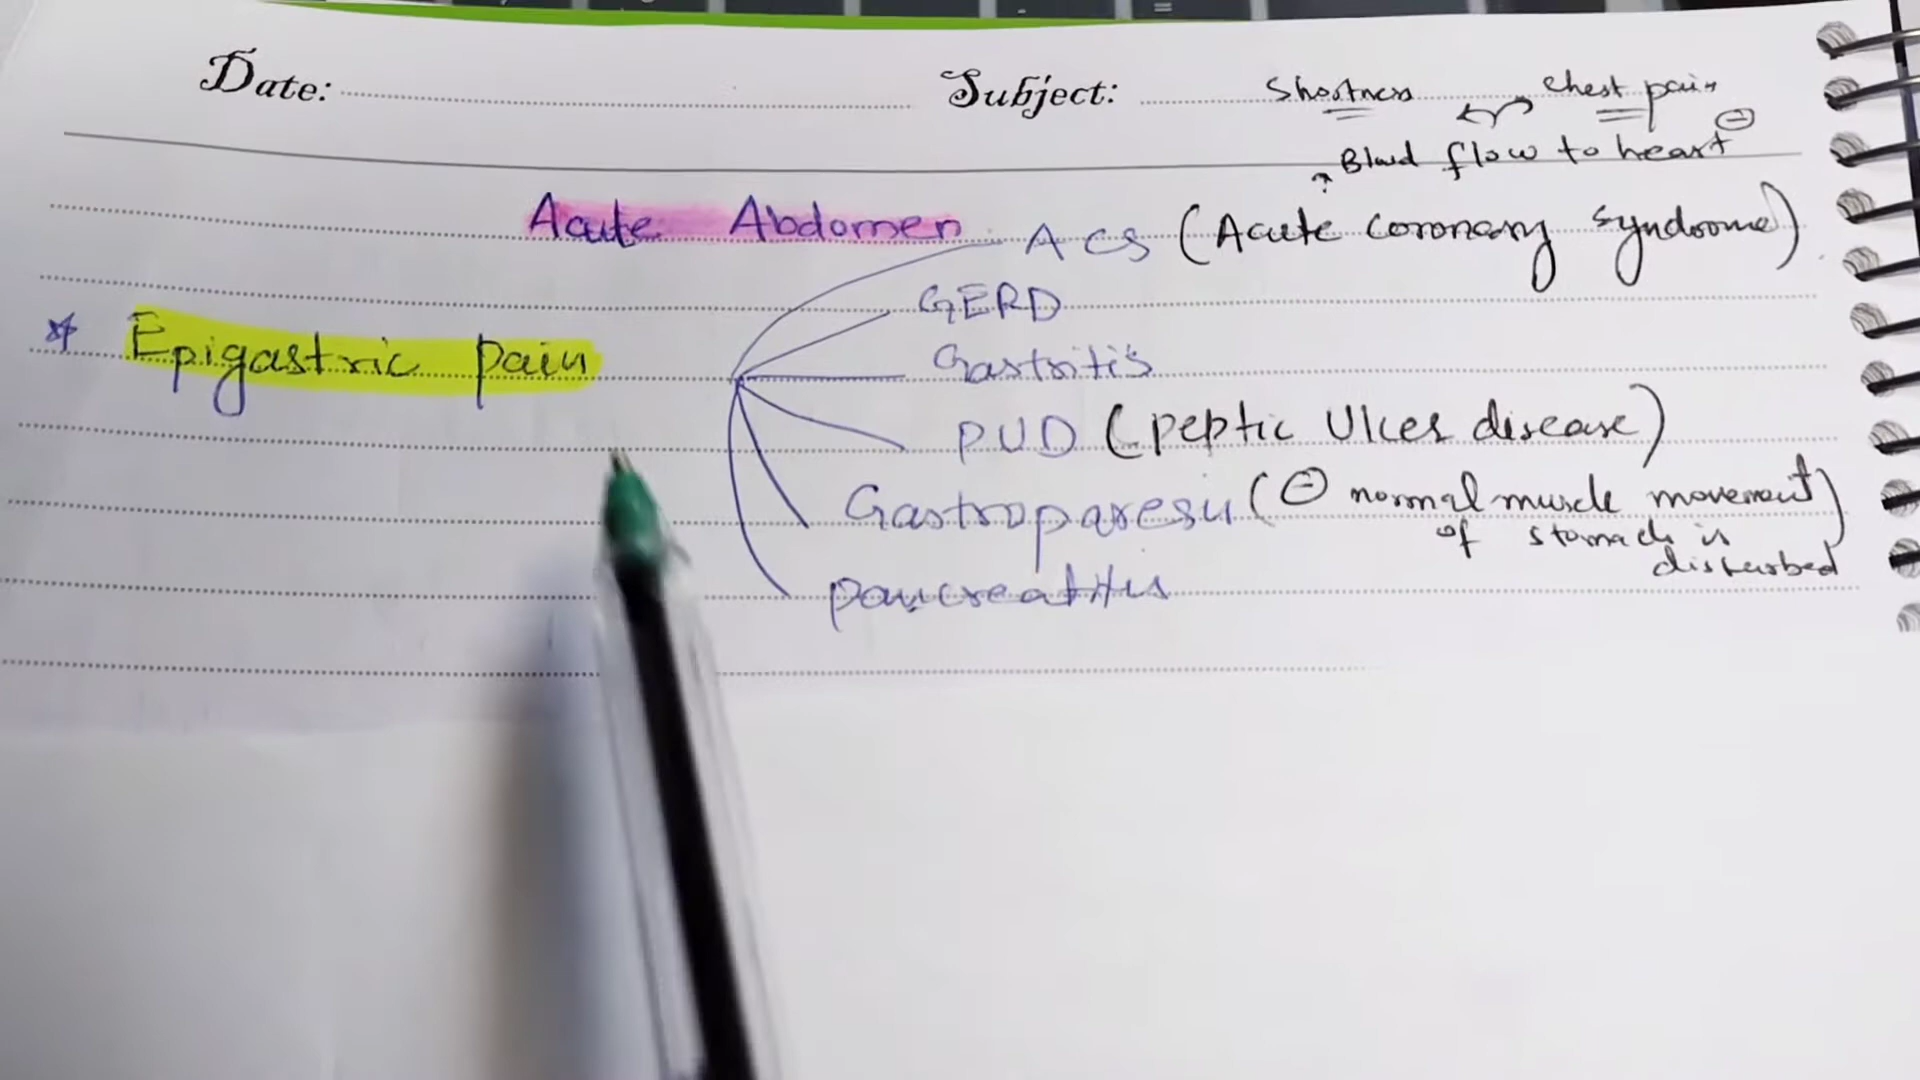 Date: Subject: Shortness chest pain
Blood flow to heart ⊖
Acute Abdomen ACS (Acute coronary syndrome)
GERD
* Epigastric pain Gastritis
PUD (peptic Ulcer disease)
Gastroparesis (⊖ normal muscle movement
of stomach is
disturbed)
pancreatitis